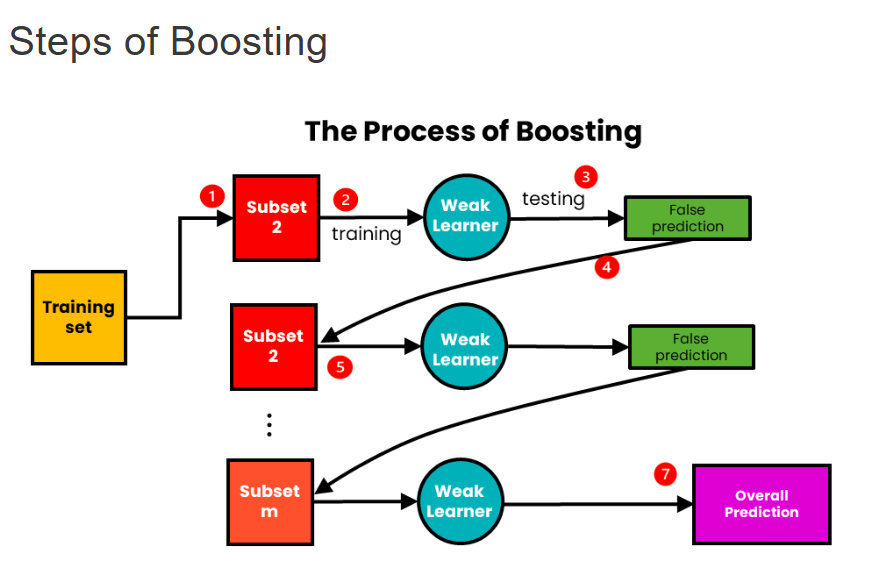 Steps of Boosting
The Process of Boosting
1
Subset
2
2
training
Weak
Learner
3
testing
False
prediction
4
Training
set
Subset
2
5
Weak
Learner
False
prediction
Subset
m
Weak
Learner
7
Overall
Prediction